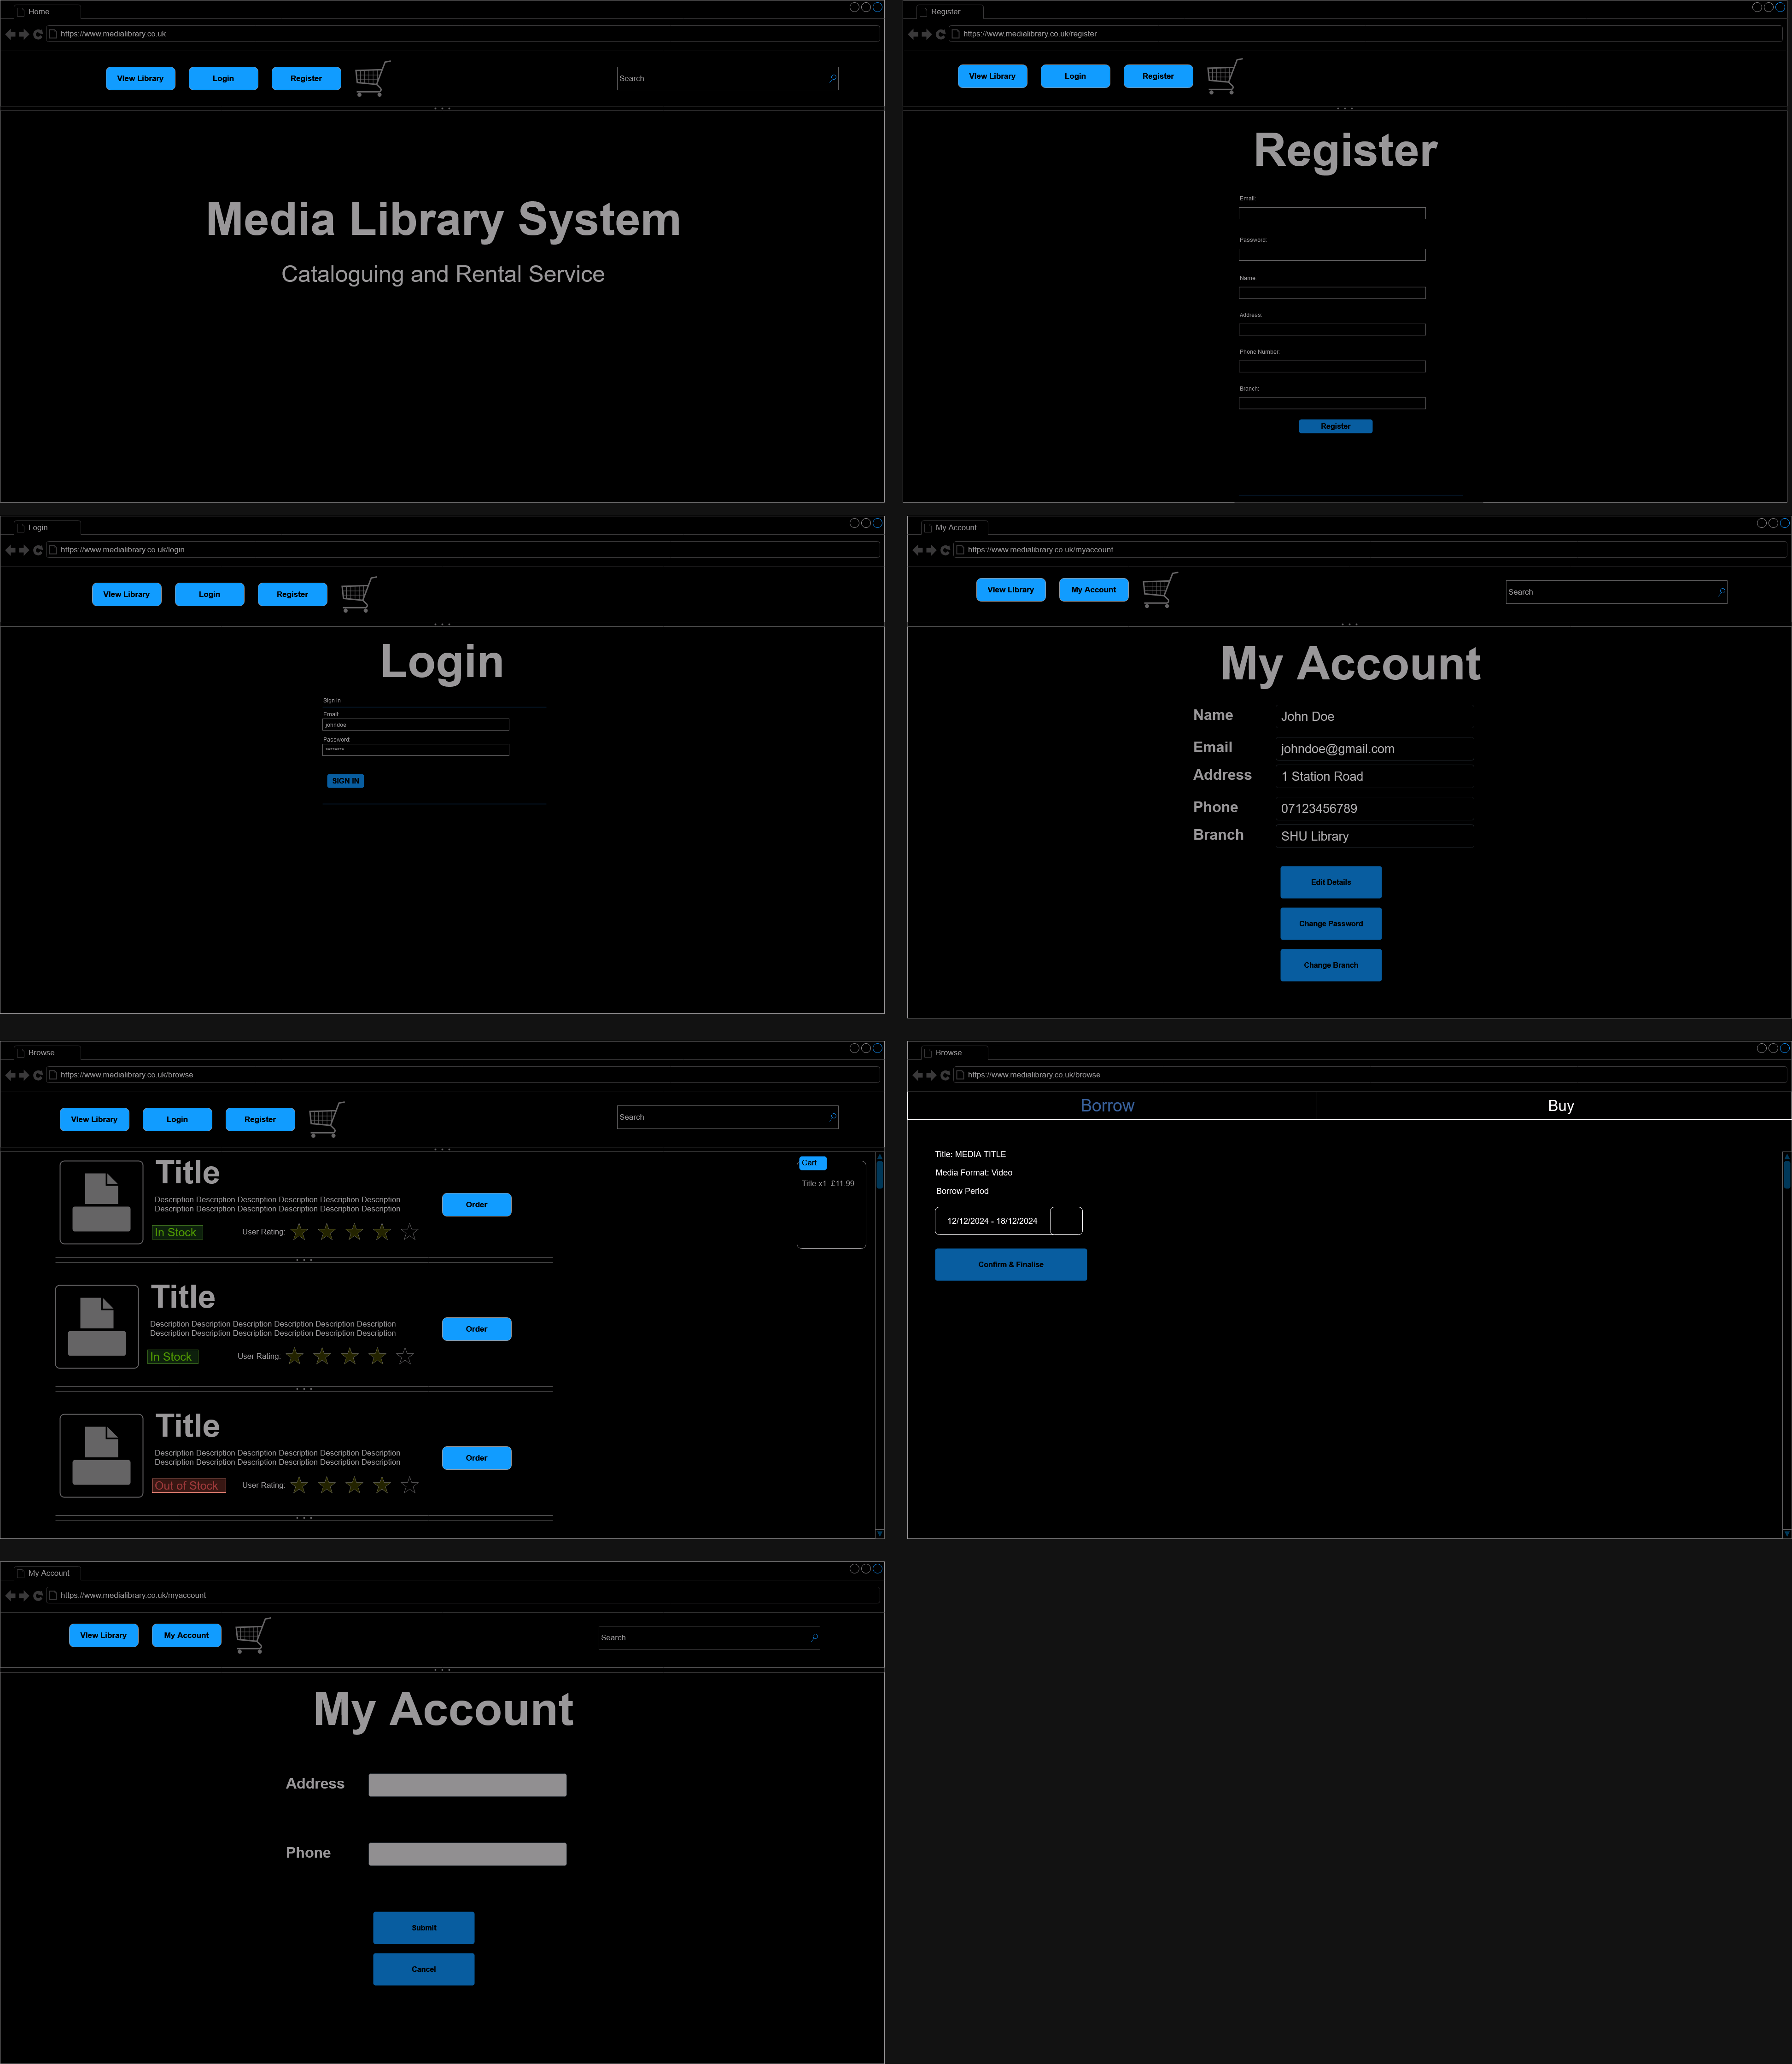 Home
https://www.medialibrary.co.uk
View Library Login Register
Search
Media Library System
Cataloguing and Rental Service
Register
https://www.medialibrary.co.uk/register
View Library Login Register
Register
Email:
Password:
Name:
Address:
Phone Number:
Branch:
Register
Login
https://www.medialibrary.co.uk/login
View Library Login Register
Login
Sign In
Email:
johndoe
Password:
********
SIGN IN
My Account
https://www.medialibrary.co.uk/myaccount
View Library My Account
Search
My Account
Name John Doe
Email johndoe@gmail.com
Address 1 Station Road
Phone 07123456789
Branch SHU Library
Edit Details
Change Password
Change Branch
Browse
https://www.medialibrary.co.uk/browse
View Library Login Register
Search
Title
Description Description Description Description Description Description
Description Description Description Description Description Description
Order
In Stock User Rating:
Cart
Title x1 £11.99
Title
Description Description Description Description Description Description
Description Description Description Description Description Description
Order
In Stock User Rating:
Title
Description Description Description Description Description Description
Description Description Description Description Description Description
Order
Out of Stock User Rating:
Browse
https://www.medialibrary.co.uk/browse
Borrow Buy
Title: MEDIA TITLE
Media Format: Video
Borrow Period
12/12/2024 - 18/12/2024
Confirm & Finalise
My Account
https://www.medialibrary.co.uk/myaccount
View Library My Account
Search
My Account
Address
Phone
Submit
Cancel